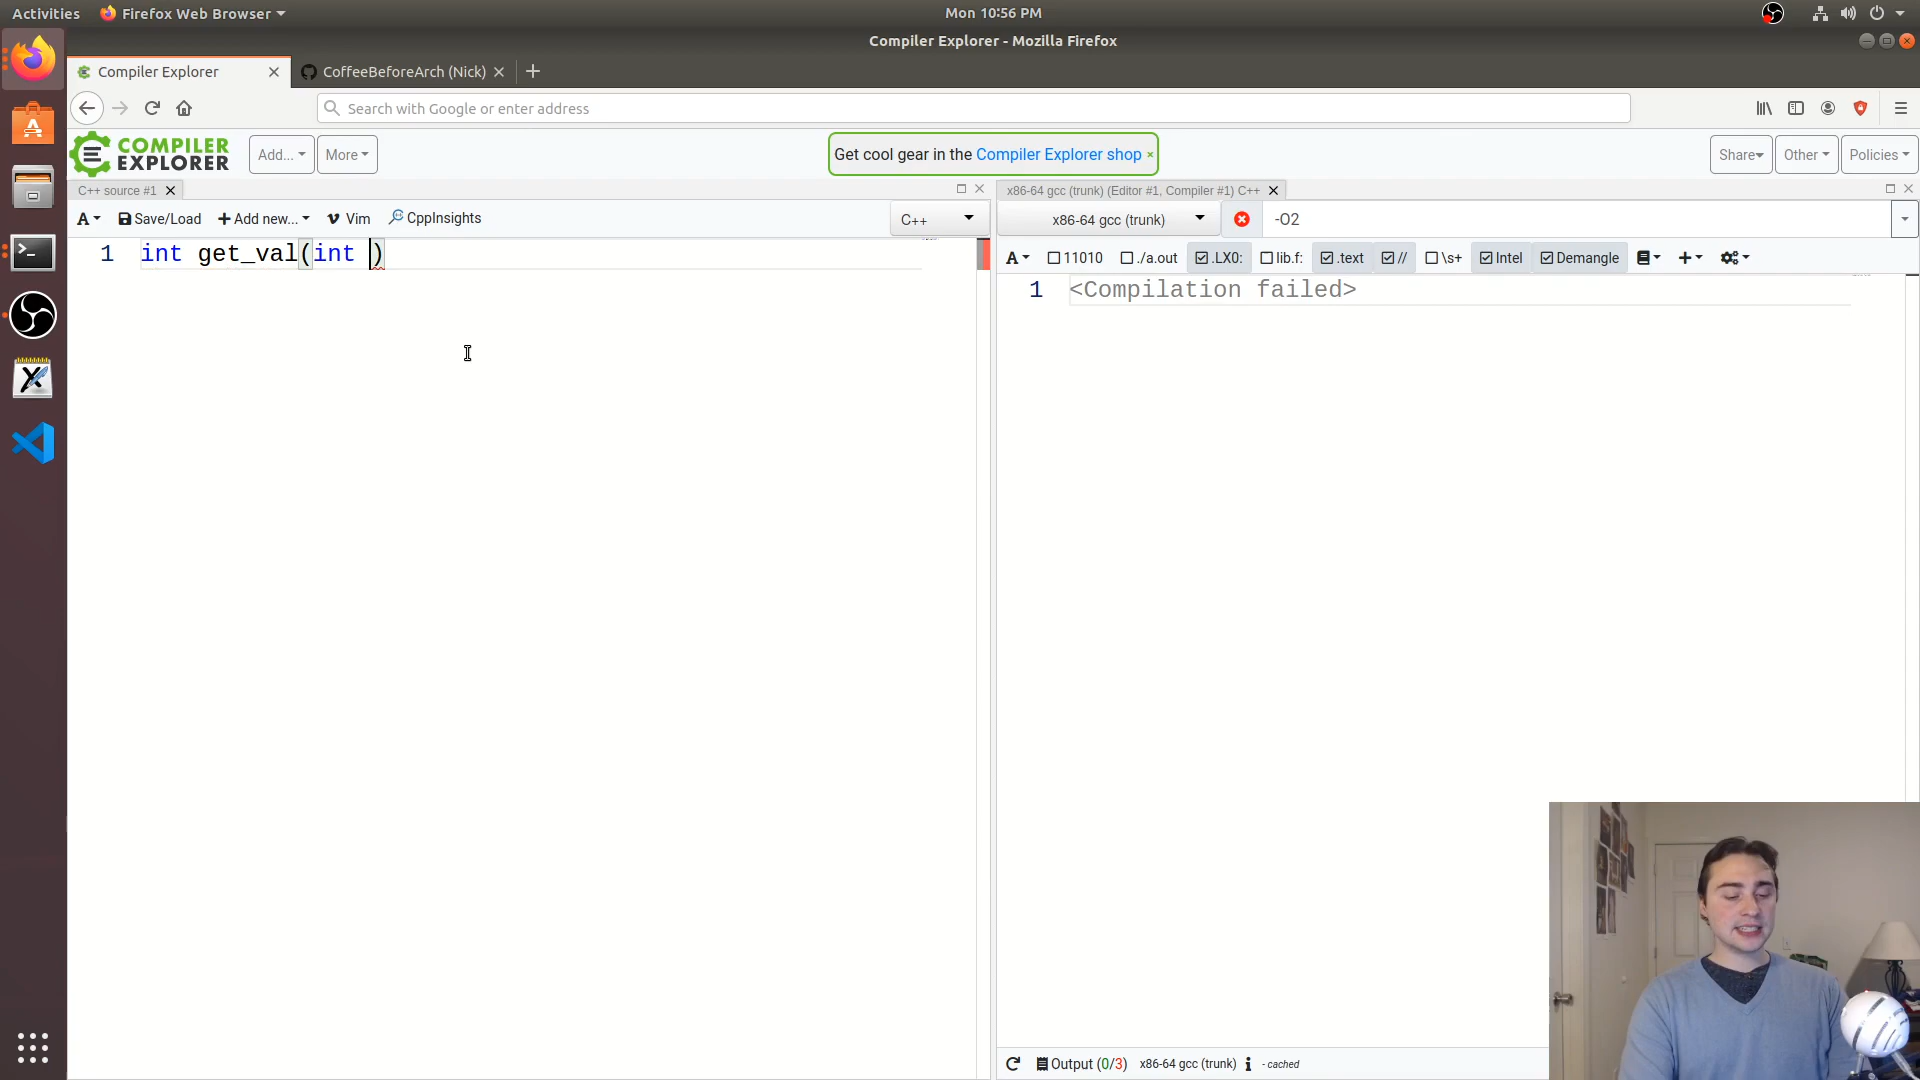 Activities Firefox Web Browser Mon 10:56 PM
Compiler Explorer - Mozilla Firefox
Compiler Explorer CoffeeBeforeArch (Nick)
Search with Google or enter address
COMPILER EXPLORER Add... More Get cool gear in the Compiler Explorer shop × Share Other Policies
C++ source #1 x86-64 gcc (trunk) (Editor #1, Compiler #1) C++
A Save/Load + Add new... Vim CppInsights C++ x86-64 gcc (trunk) -O2
A 11010 ./a.out .LX0: lib.f: .text // \s+ Intel Demangle
1 int get_val(int )
1 <Compilation failed>
Output (0/3) x86-64 gcc (trunk) i - cached